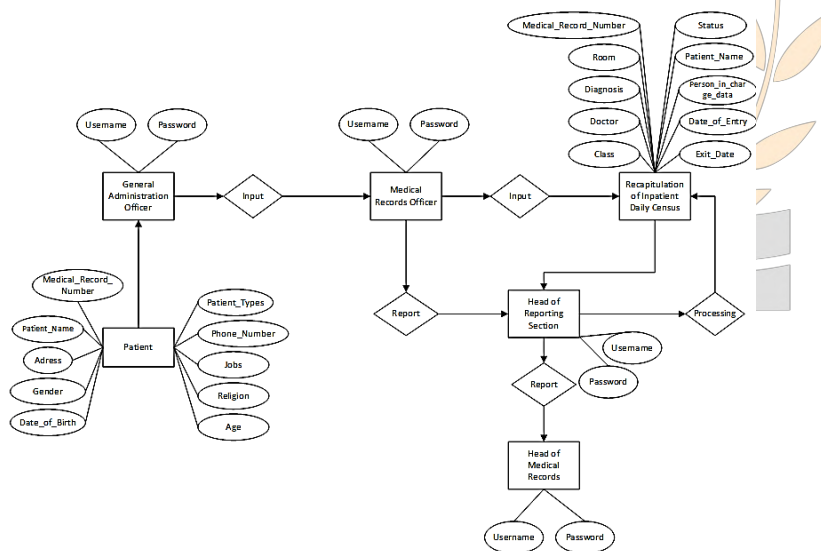 Medical_Record_Number
Status
Room
Patient_Name
Diagnosis
Person_in_char
ge_data
Doctor
Date_of_Entry
Class
Exit_Date
Username
Password
Username
Password
General
Administration
Officer
Input
Medical
Records Officer
Input
Recapitulation
of Inpatient
Daily Census
Medical_Record_
Number
Patient_Name
Adress
Gender
Date_of_Birth
Patient
Patient_Types
Phone_Number
Jobs
Religion
Age
Report
Head of
Reporting
Section
Processing
Username
Password
Report
Head of
Medical
Records
Username
Password